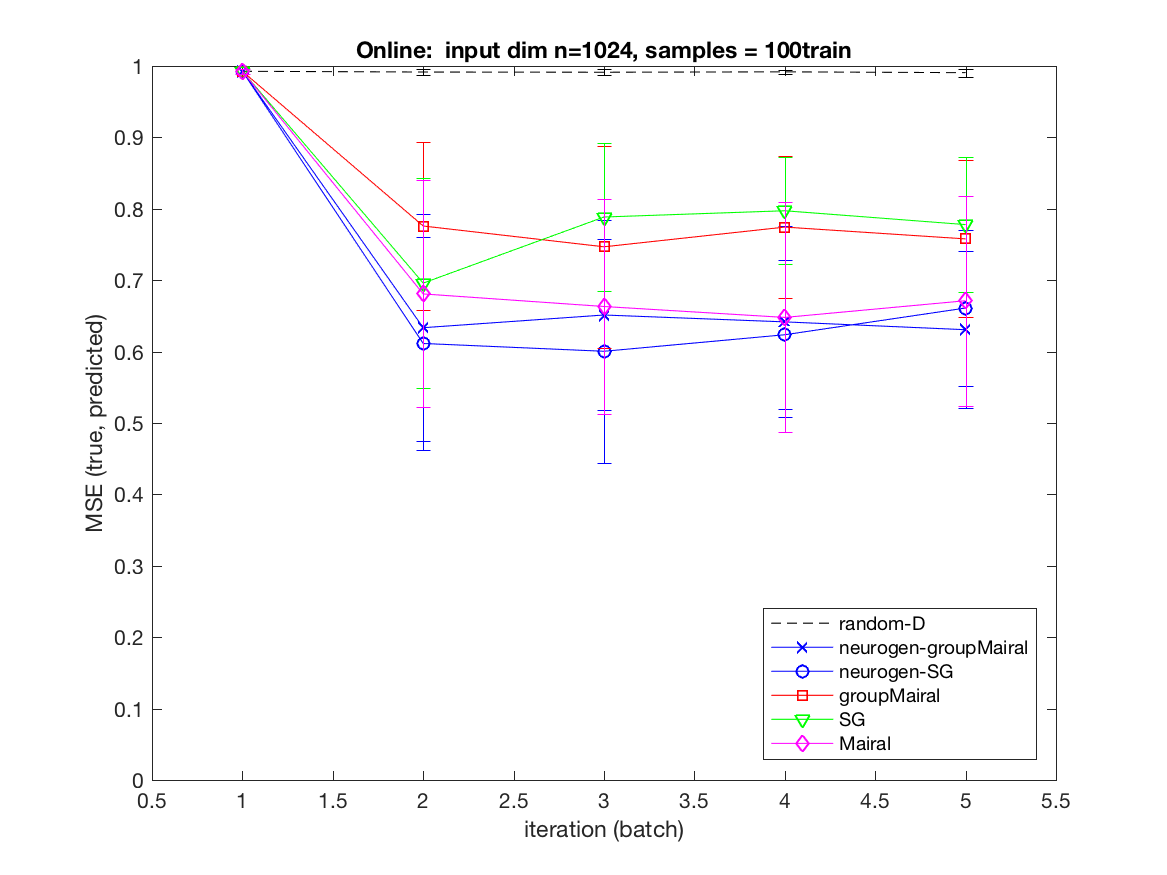 Online:  input dim n=1024, samples = 100train
1
0.9
0.8
0.7
0.6
0.5
0.4
0.3
0.2
0.1
0
MSE (true, predicted)
0.5
1
1.5
2
2.5
3
3.5
4
4.5
5
5.5
iteration (batch)
random-D
neurogen-groupMairal
neurogen-SG
groupMairal
SG
Mairal